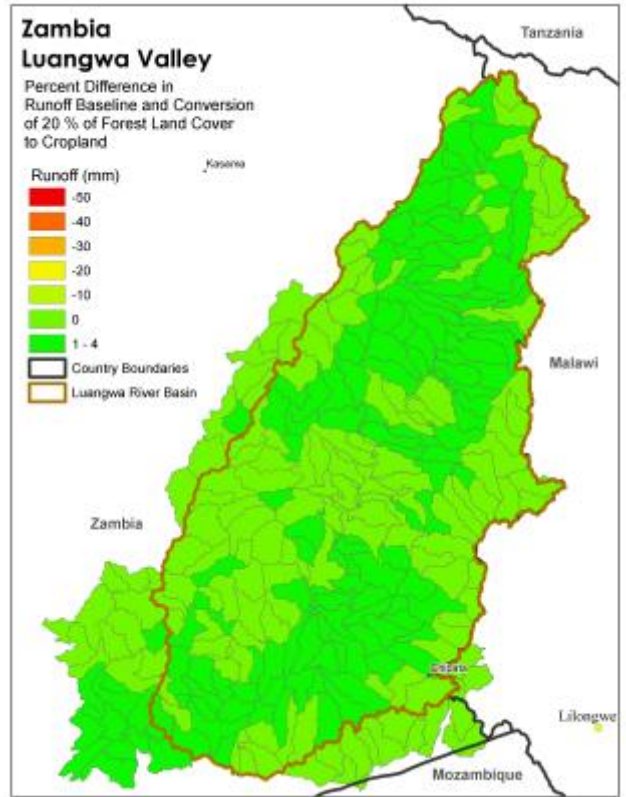 Zambia
Luangwa Valley
Percent Difference in
Runoff Baseline and Conversion
of 20 % of Forest Land Cover
to Cropland
Kasama
Runoff (mm)
-50
-40
-30
-20
-10
0
1 - 4
Country Boundaries
Luangwa River Basin
Tanzania
Malawi
Zambia
Chipata
Lilongwe
Mozambique